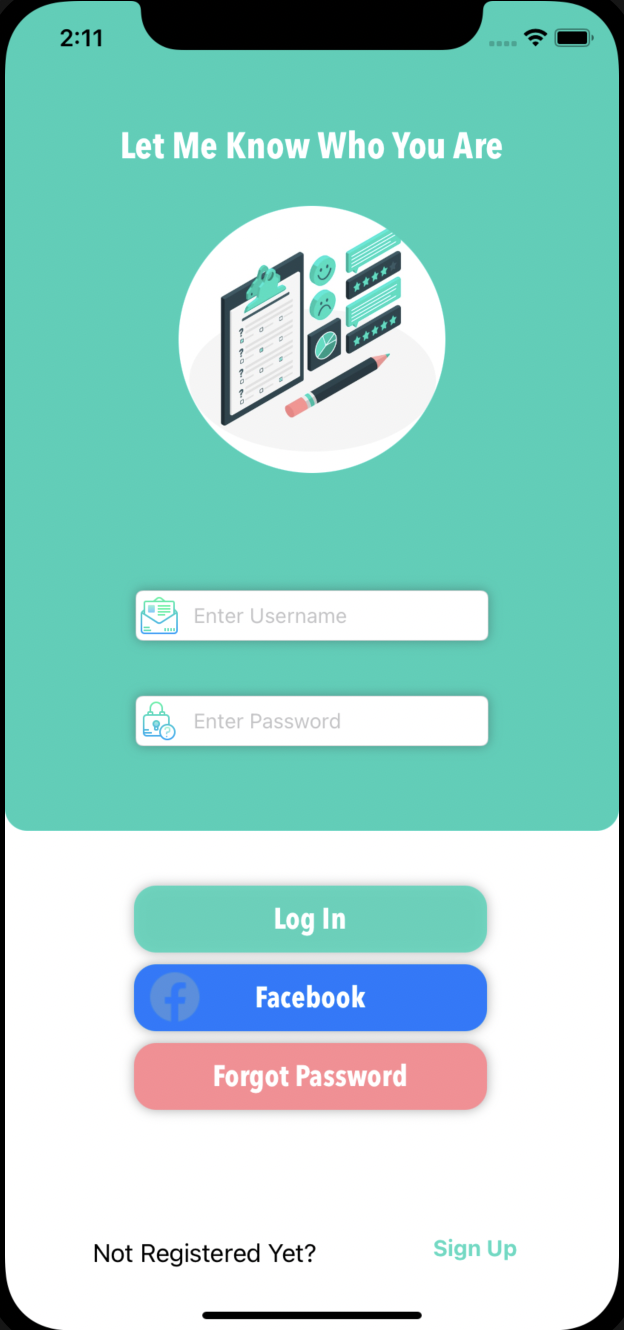 2:11
Let Me Know Who You Are
Enter Username
Enter Password
Log In
Facebook
Forgot Password
Not Registered Yet?
Sign Up